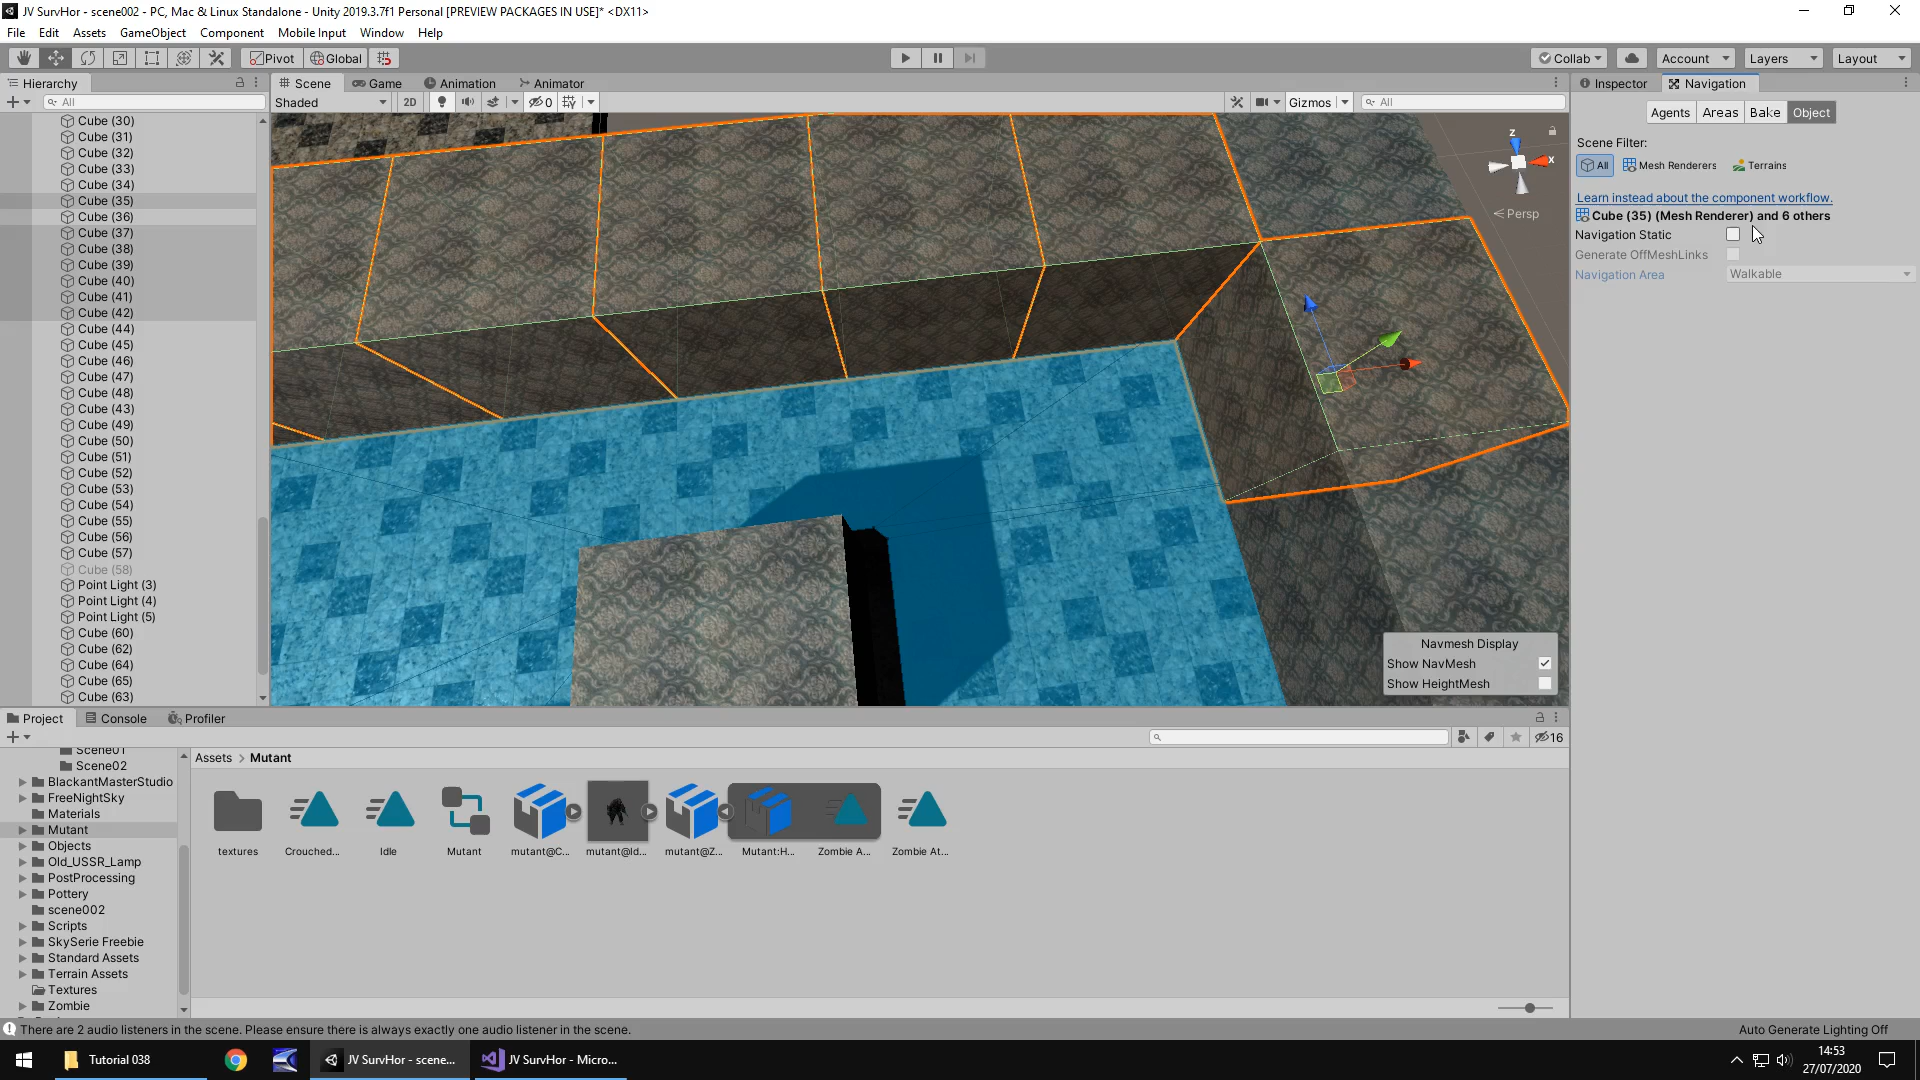 JV SurvHor - scene002 - PC, Mac & Linux Standalone - Unity 2019.3.7f1 Personal [PREVIEW PACKAGES IN USE]* <DX11>
File Edit Assets GameObject Component Mobile Input Window Help
Pivot Global Collab Account Layers Layout
Hierarchy
All
Cube (30)
Cube (31)
Cube (32)
Cube (33)
Cube (34)
Cube (35)
Cube (36)
Cube (37)
Cube (38)
Cube (39)
Cube (40)
Cube (41)
Cube (42)
Cube (44)
Cube (45)
Cube (46)
Cube (47)
Cube (48)
Cube (43)
Cube (49)
Cube (50)
Cube (51)
Cube (52)
Cube (53)
Cube (54)
Cube (55)
Cube (56)
Cube (57)
Cube (58)
Point Light (3)
Point Light (4)
Point Light (5)
Cube (60)
Cube (62)
Cube (64)
Cube (65)
Cube (63)
Scene Game Animation Animator
Shaded 2D 0 Gizmos All
z
x
Persp
Navmesh Display
Show NavMesh
Show HeightMesh
Inspector Navigation
Agents Areas Bake Object
Scene Filter:
All Mesh Renderers Terrains
Learn instead about the component workflow.
Cube (35) (Mesh Renderer) and 6 others
Navigation Static
Generate OffMeshLinks
Navigation Area Walkable
Project Console Profiler
16
Scene01
Scene02
BlackantMasterStudio
FreeNightSky
Materials
Mutant
Objects
Old_USSR_Lamp
PostProcessing
Pottery
scene002
Scripts
SkySerie Freebie
Standard Assets
Terrain Assets
Textures
Zombie
Assets > Mutant
textures Crouched... Idle Mutant mutant@C... mutant@Id... mutant@Z... Mutant:H... Zombie A... Zombie At...
There are 2 audio listeners in the scene. Please ensure there is always exactly one audio listener in the scene.
Auto Generate Lighting Off
Tutorial 038 JV SurvHor - scene... JV SurvHor - Micro...
14:53
27/07/2020